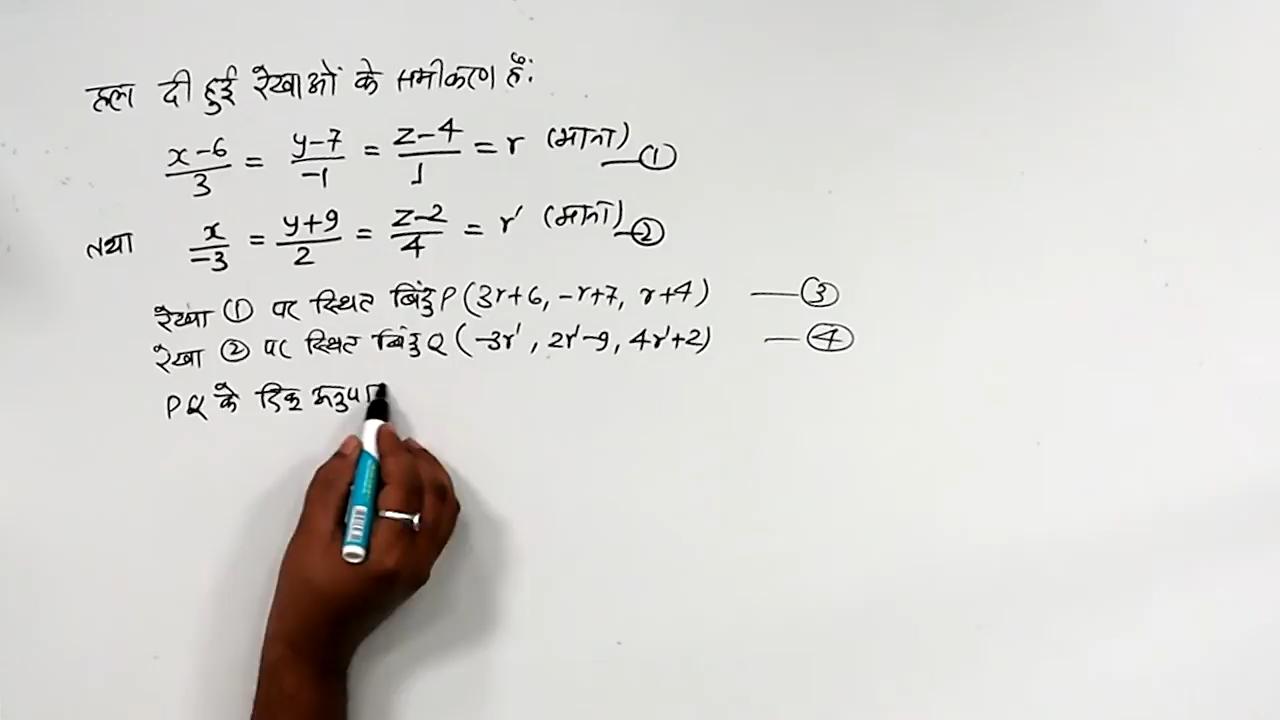 हल दी हुई रेखाओं के समीकरण हैं:
x-6/3 = y-7/-1 = z-4/1 = r (माना) —①
तथा x/-3 = y+9/2 = z-2/4 = r' (माना) —②
रेखा ① पर स्थित बिंदु P (3r+6, -r+7, r+4) —③
रेखा ② पर स्थित बिंदु Q (-3r', 2r'-9, 4r'+2) —④
PQ के दिक्